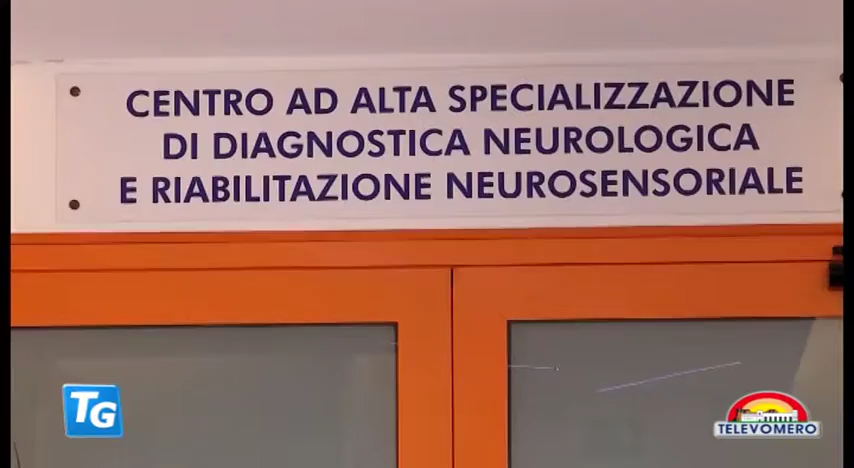 CENTRO AD ALTA SPECIALIZZAZIONE
DI DIAGNOSTICA NEUROLOGICA
E RIABILITAZIONE NEUROSENSORIALE
TG
TELEVOMERO